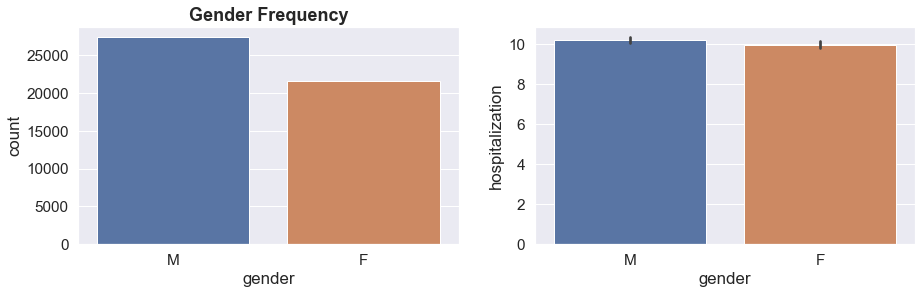 Gender Frequency
25000
20000
15000
10000
5000
0
count
M F
gender
10
8
6
4
2
0
hospitalization
M F
gender